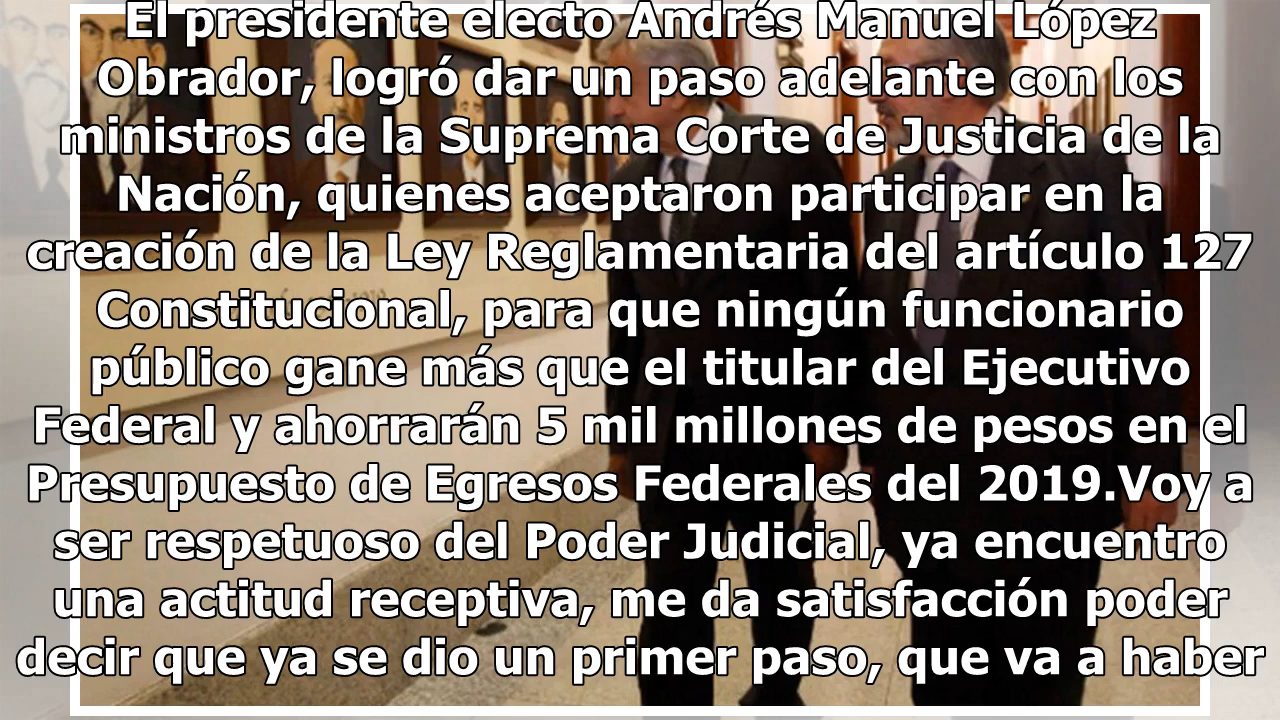 El presidente electo Andrés Manuel López
Obrador, logró dar un paso adelante con los
ministros de la Suprema Corte de Justicia de la
Nación, quienes aceptaron participar en la
creación de la Ley Reglamentaria del artículo 127
Constitucional, para que ningún funcionario
público gane más que el titular del Ejecutivo
Federal y ahorrarán 5 mil millones de pesos en el
Presupuesto de Egresos Federales del 2019.Voy a
ser respetuoso del Poder Judicial, ya encuentro
una actitud receptiva, me da satisfacción poder
decir que ya se dio un primer paso, que va a haber